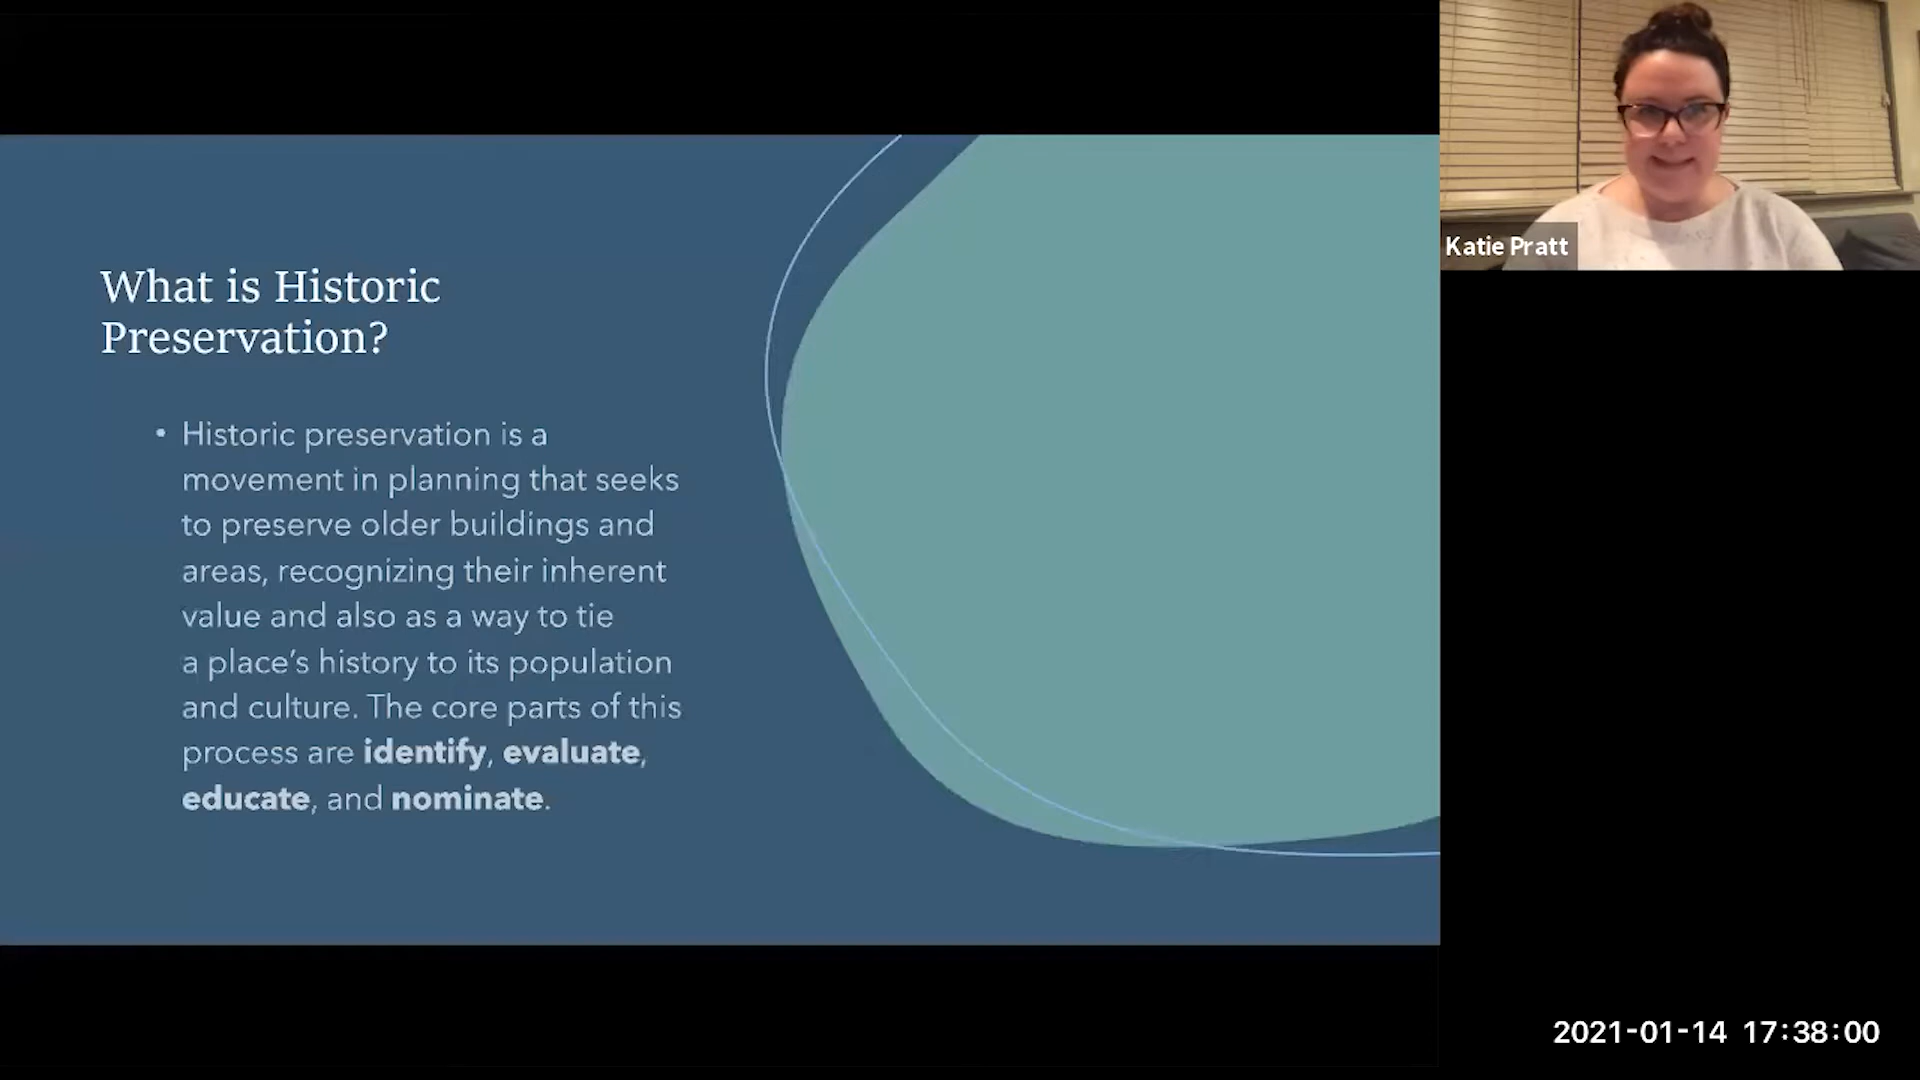 What is Historic
Preservation?
• Historic preservation is a
movement in planning that seeks
to preserve older buildings and
areas, recognizing their inherent
value and also as a way to tie
a place’s history to its population
and culture. The core parts of this
process are identify, evaluate,
educate, and nominate.
Katie Pratt
2021-01-14 17:38:00